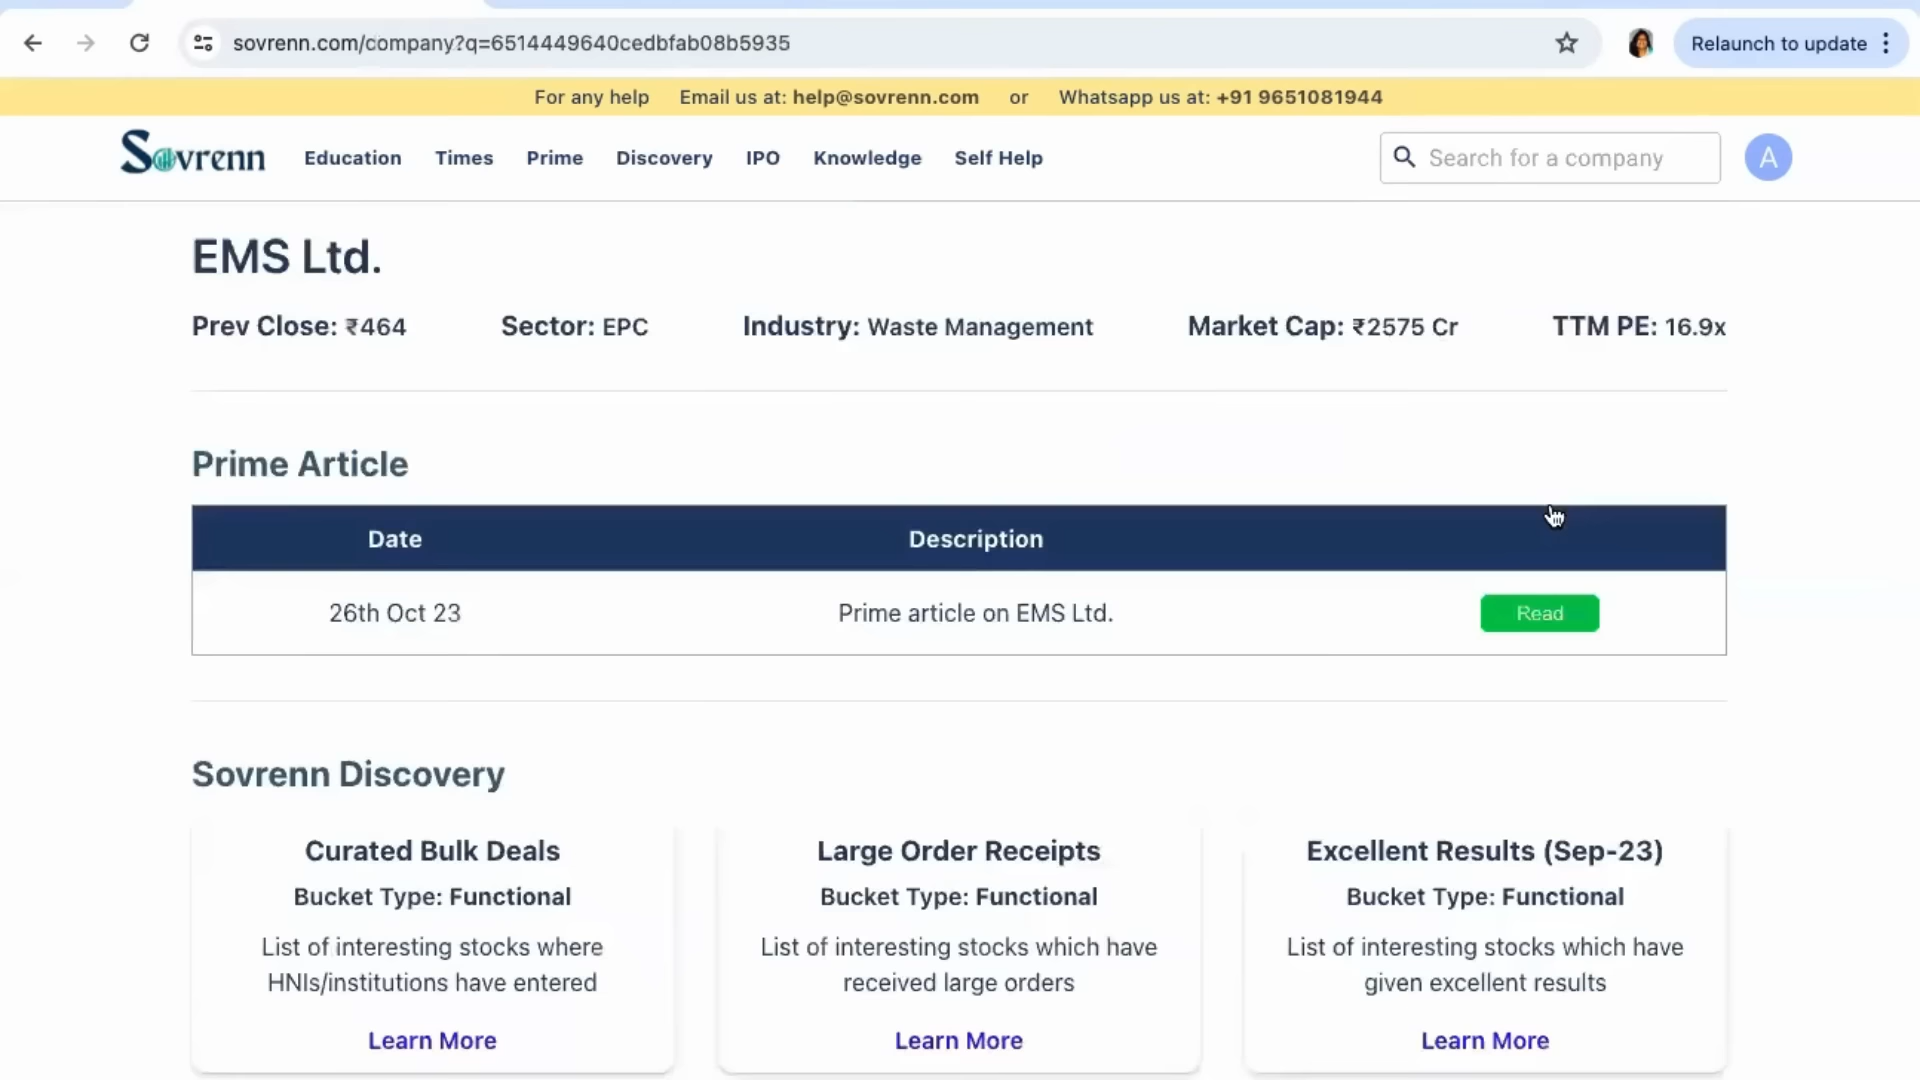 sovrenn.com/company?q=6514449640cedbfab08b5935
Relaunch to update
For any help Email us at: help@sovrenn.com or Whatsapp us at: +91 9651081944
Sovrenn Education Times Prime Discovery IPO Knowledge Self Help Search for a company A
EMS Ltd.
Prev Close: ₹464 Sector: EPC Industry: Waste Management Market Cap: ₹2575 Cr TTM PE: 16.9x
Prime Article
Date Description
26th Oct 23 Prime article on EMS Ltd. Read
Sovrenn Discovery
Curated Bulk Deals
Bucket Type: Functional
List of interesting stocks where
HNIs/institutions have entered
Learn More
Large Order Receipts
Bucket Type: Functional
List of interesting stocks which have
received large orders
Learn More
Excellent Results (Sep-23)
Bucket Type: Functional
List of interesting stocks which have
given excellent results
Learn More